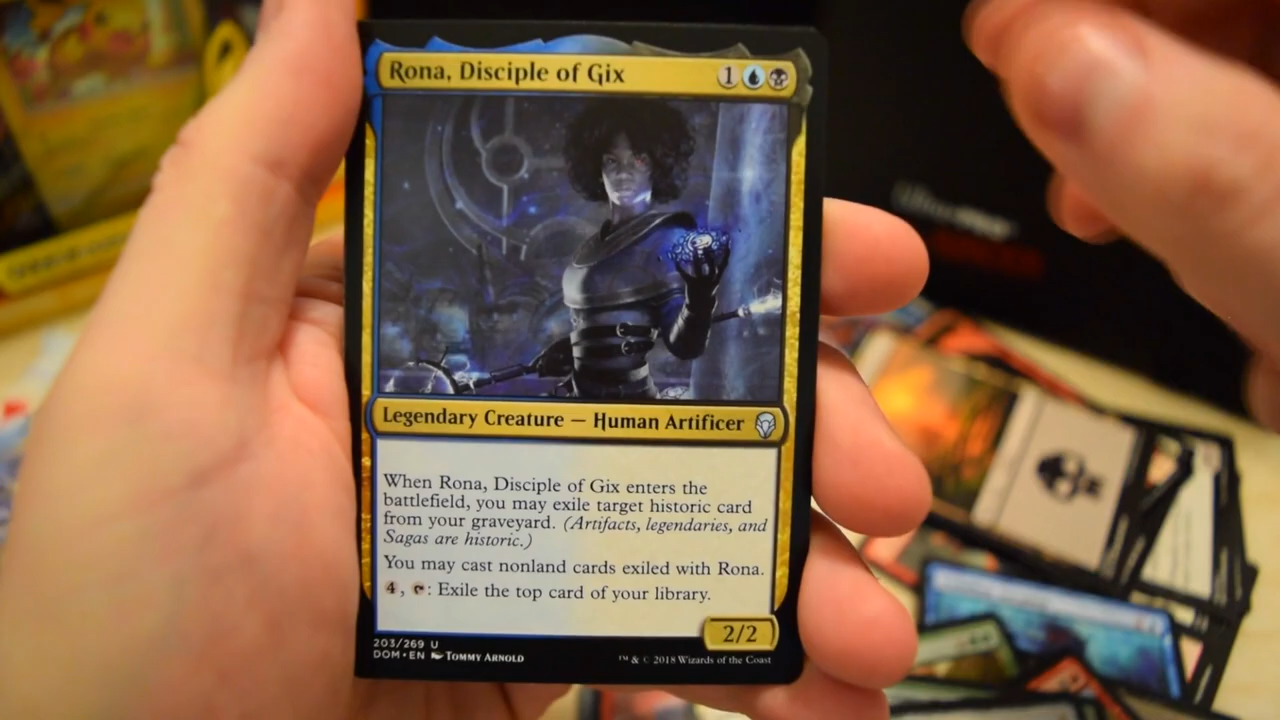 Rona, Disciple of Gix 1
Legendary Creature — Human Artificer
When Rona, Disciple of Gix enters the
battlefield, you may exile target historic card
from your graveyard. (Artifacts, legendaries, and
Sagas are historic.)
You may cast nonland cards exiled with Rona.
4, : Exile the top card of your library.
2/2
203/269 U
DOM • EN TOMMY ARNOLD
™ & © 2018 Wizards of the Coast